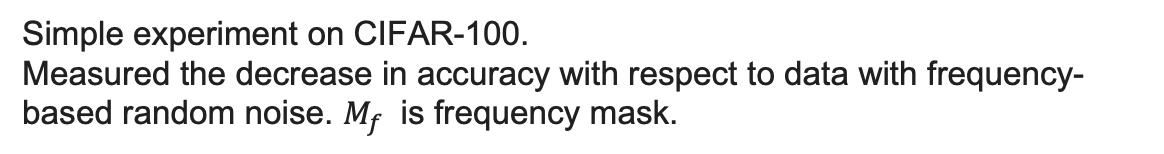 Simple experiment on CIFAR-100.
Measured the decrease in accuracy with respect to data with frequency-
based random noise. M_f is frequency mask.